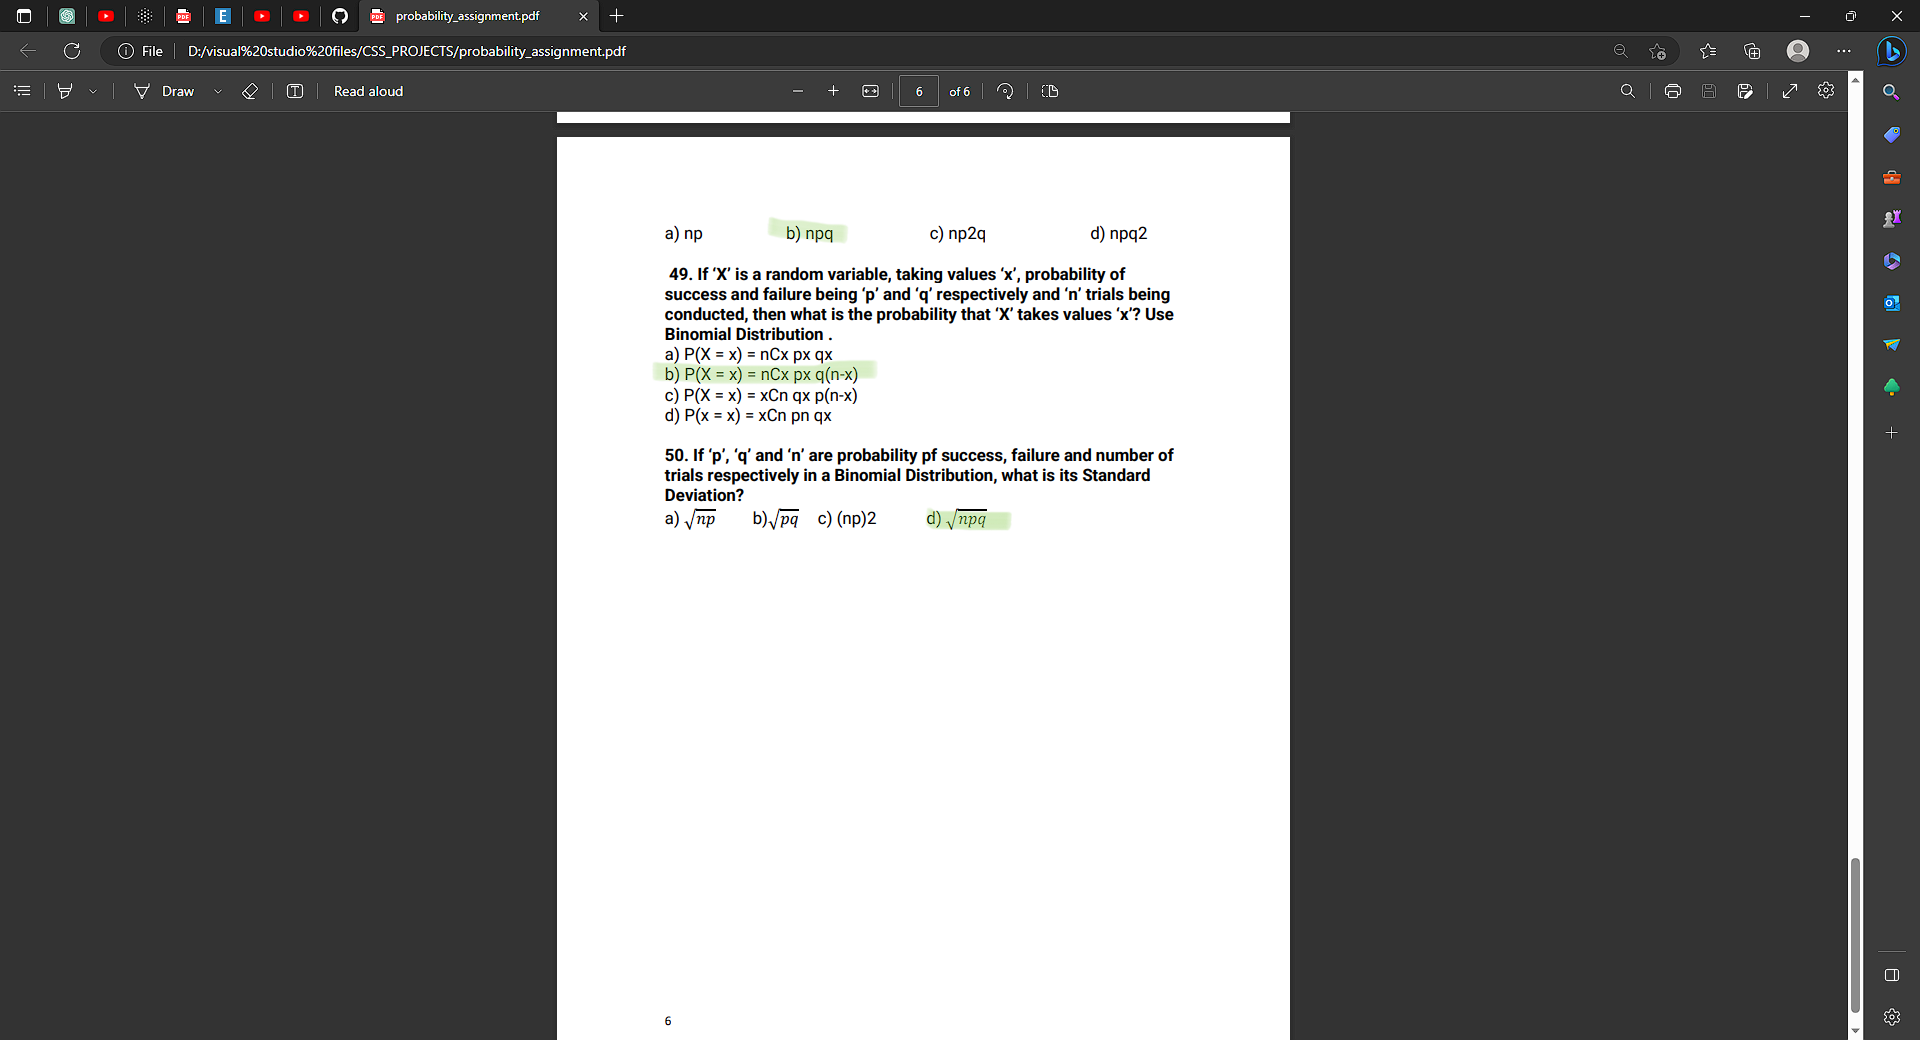 probability_assignment.pdf
File D:/visual%20studio%20files/CSS_PROJECTS/probability_assignment.pdf
Draw Read aloud 6 of 6
a) np b) npq c) np2q d) npq2
49. If ‘X’ is a random variable, taking values ‘x’, probability of
success and failure being ‘p’ and ‘q’ respectively and ‘n’ trials being
conducted, then what is the probability that ‘X’ takes values ‘x’? Use
Binomial Distribution .
a) P(X = x) = nCx px qx
b) P(X = x) = nCx px q(n-x)
c) P(X = x) = xCn qx p(n-x)
d) P(x = x) = xCn pn qx
50. If ‘p’, ‘q’ and ‘n’ are probability pf success, failure and number of
trials respectively in a Binomial Distribution, what is its Standard
Deviation?
a) √np b)√pq c) (np)2 d) √npq
6